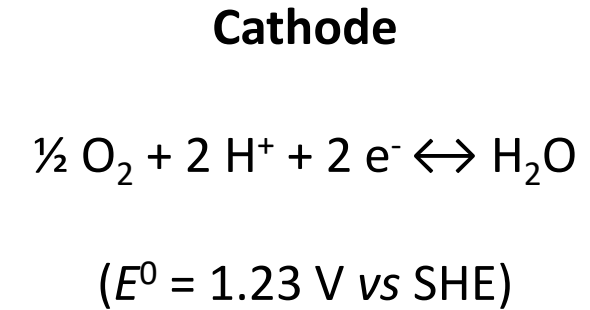 Cathode
½ O₂ + 2 H⁺ + 2 e⁻ ↔ H₂O
(E⁰ = 1.23 V vs SHE)